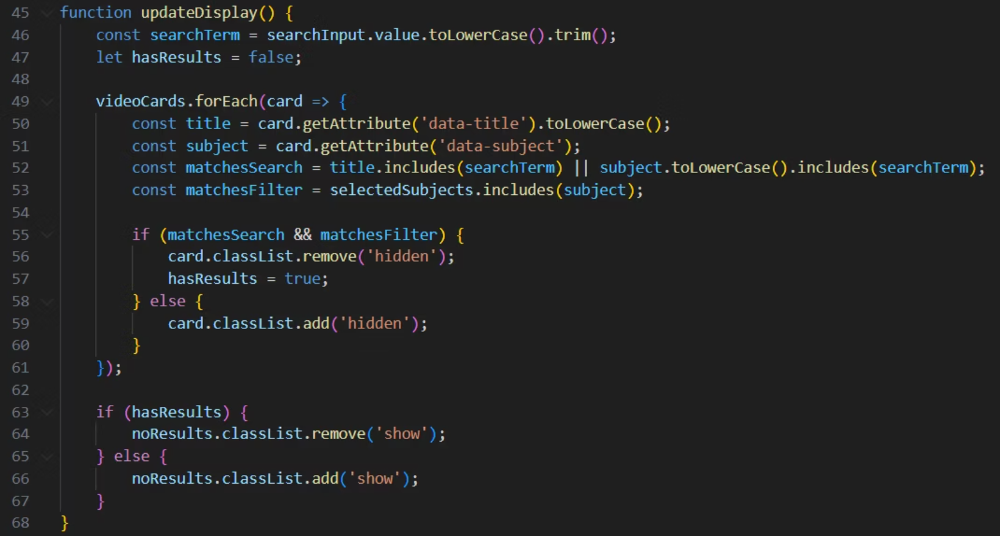 45 function updateDisplay() {
46     const searchTerm = searchInput.value.toLowerCase().trim();
47     let hasResults = false;
48
49     videoCards.forEach(card => {
50         const title = card.getAttribute('data-title').toLowerCase();
51         const subject = card.getAttribute('data-subject');
52         const matchesSearch = title.includes(searchTerm) || subject.toLowerCase().includes(searchTerm);
53         const matchesFilter = selectedSubjects.includes(subject);
54
55         if (matchesSearch && matchesFilter) {
56             card.classList.remove('hidden');
57             hasResults = true;
58         } else {
59             card.classList.add('hidden');
60         }
61     });
62
63     if (hasResults) {
64         noResults.classList.remove('show');
65     } else {
66         noResults.classList.add('show');
67     }
68 }